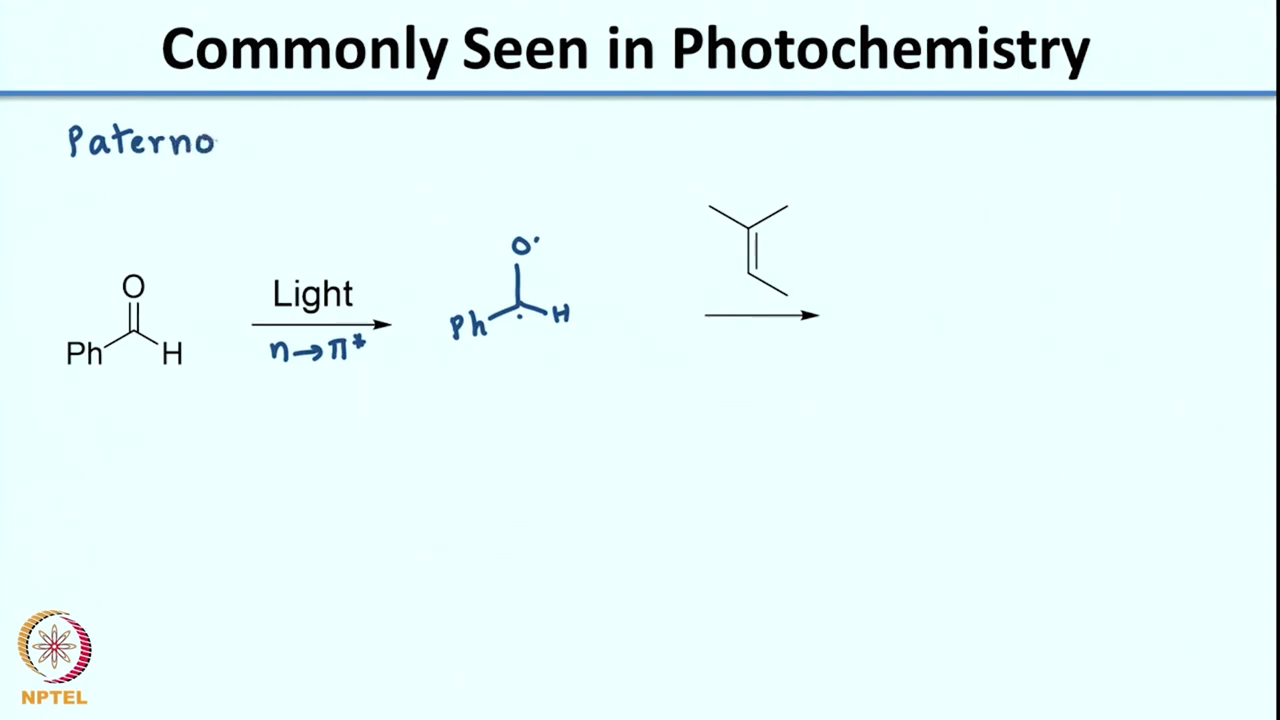 Commonly Seen in Photochemistry
Paterno
O
Ph
H
Light
n→π*
O·
Ph
·
H
NPTEL